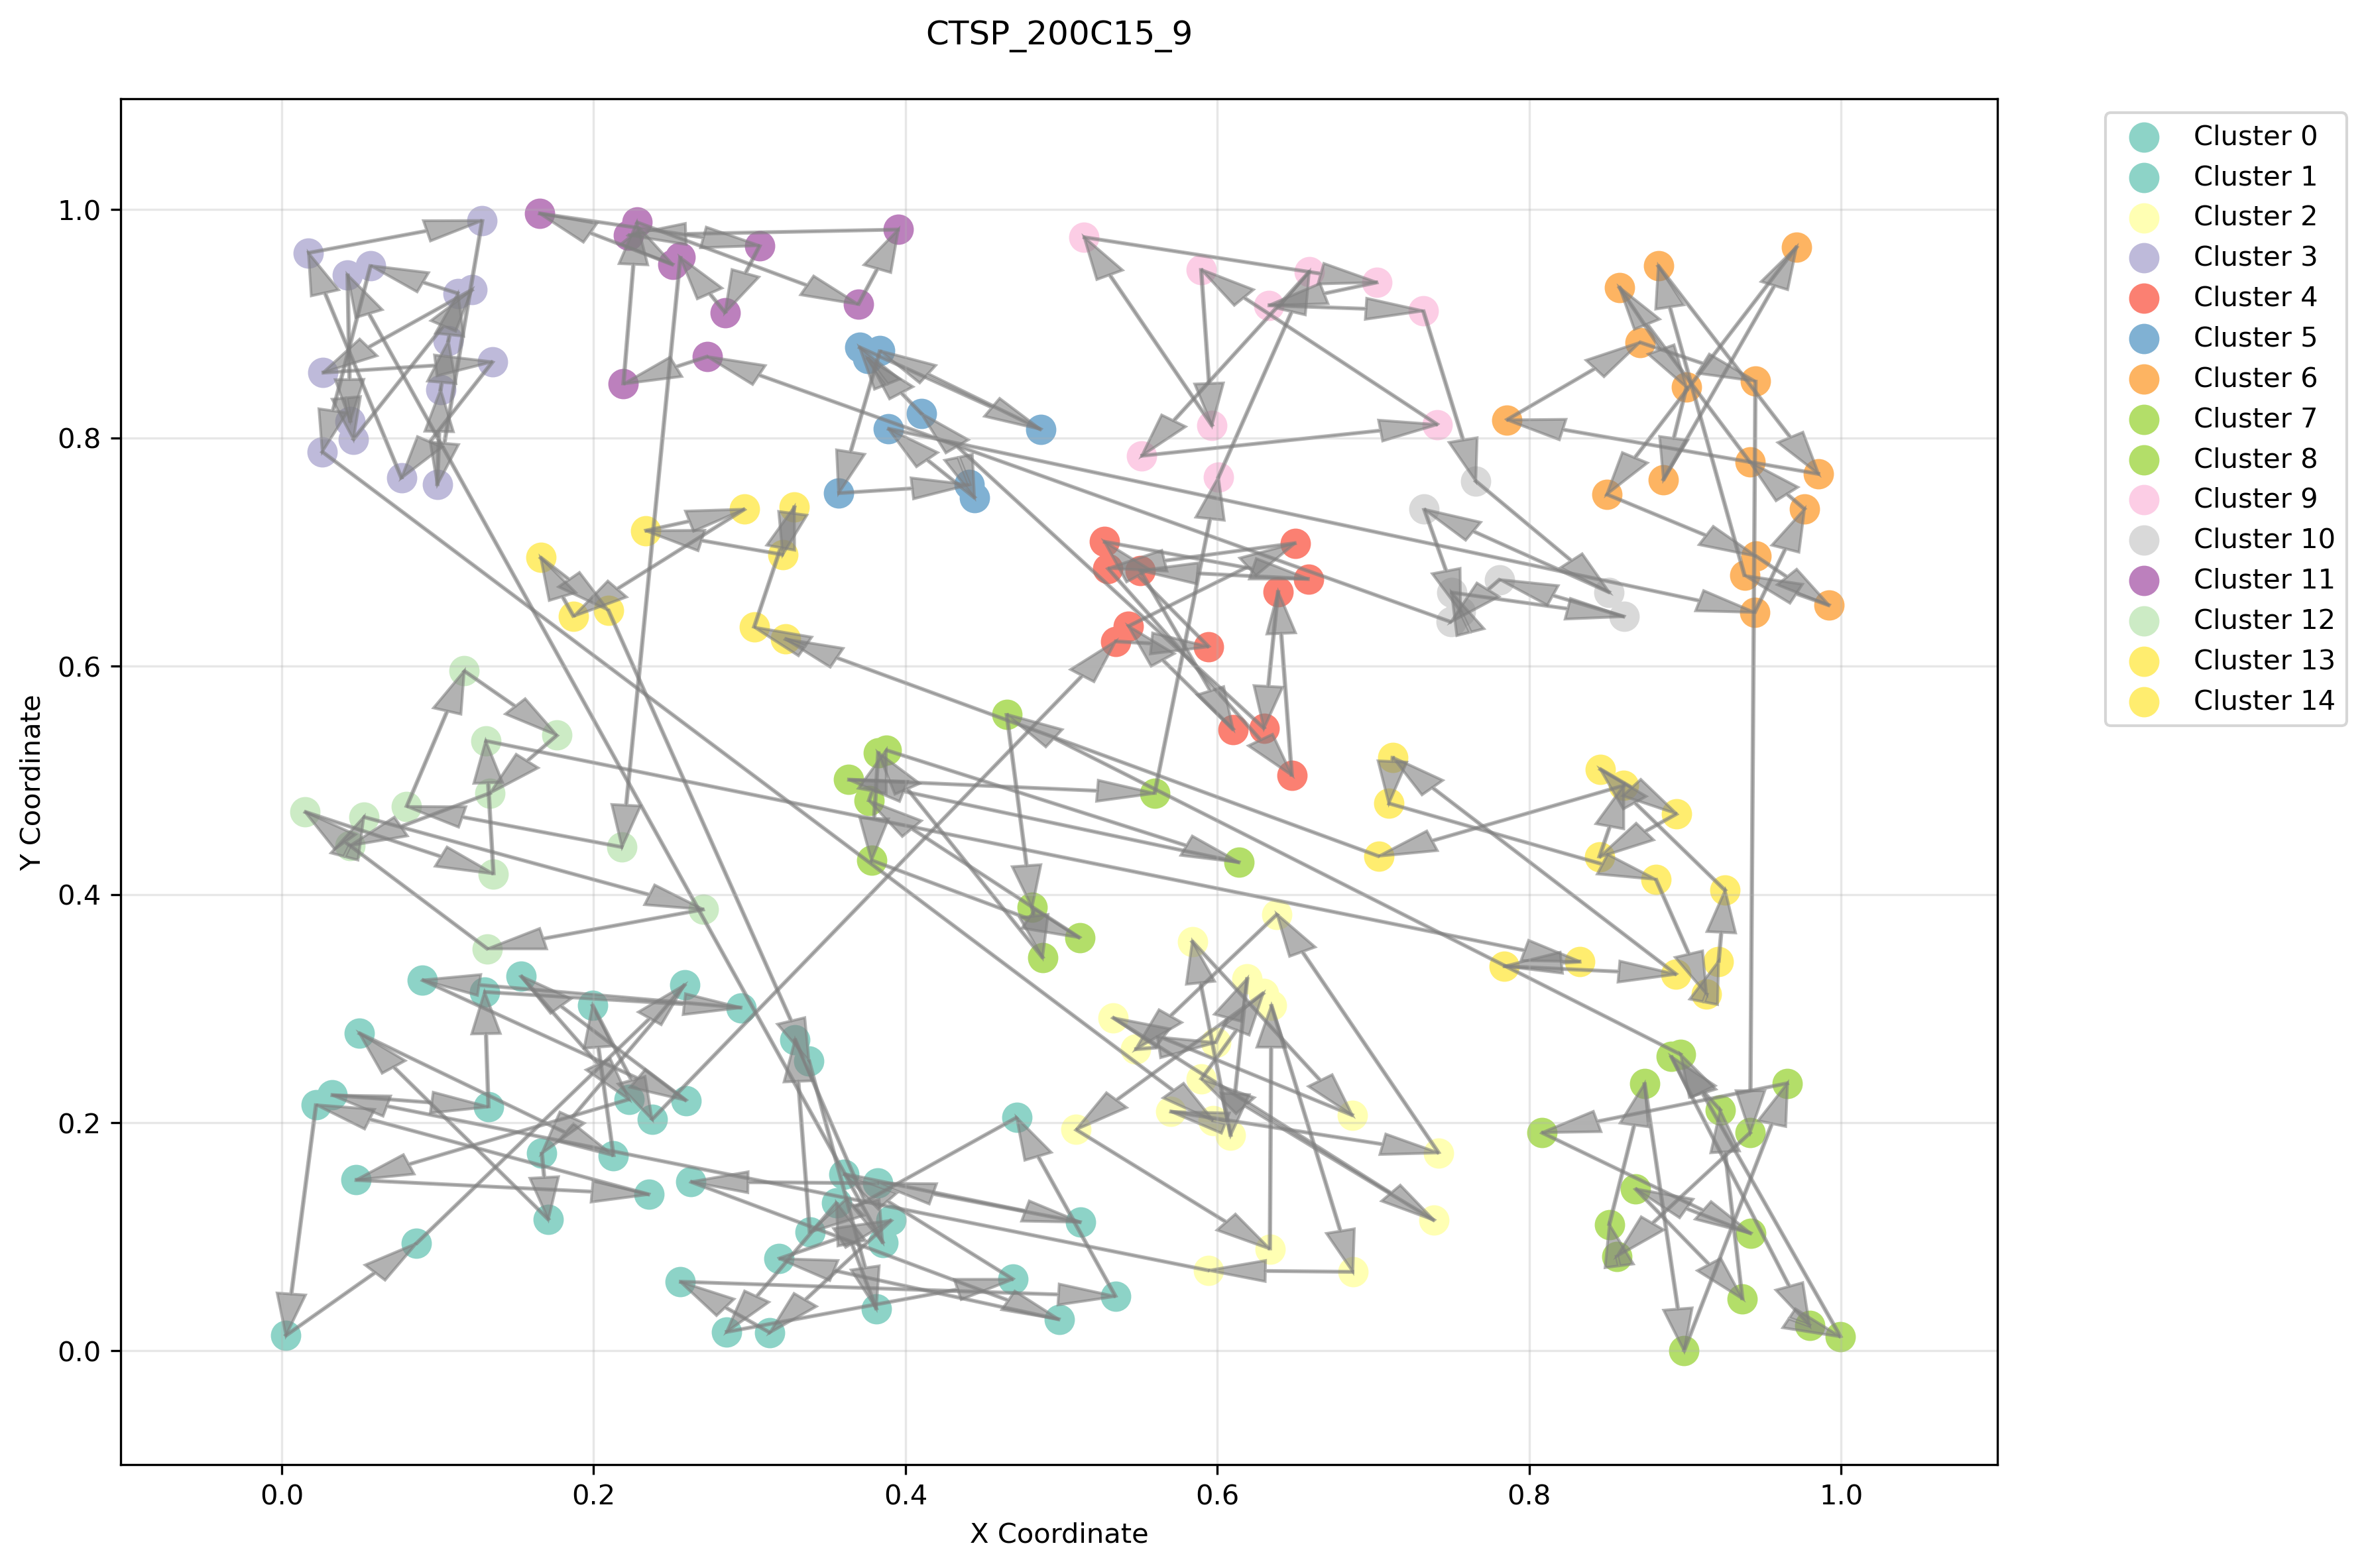 CTSP_200C15_9
Cluster 0
Cluster 1
Cluster 2
Cluster 3
Cluster 4
Cluster 5
Cluster 6
Cluster 7
Cluster 8
Cluster 9
Cluster 10
Cluster 11
Cluster 12
Cluster 13
Cluster 14
Y Coordinate
1.0
0.8
0.6
0.4
0.2
0.0
0.0 0.2 0.4 0.6 0.8 1.0
X Coordinate